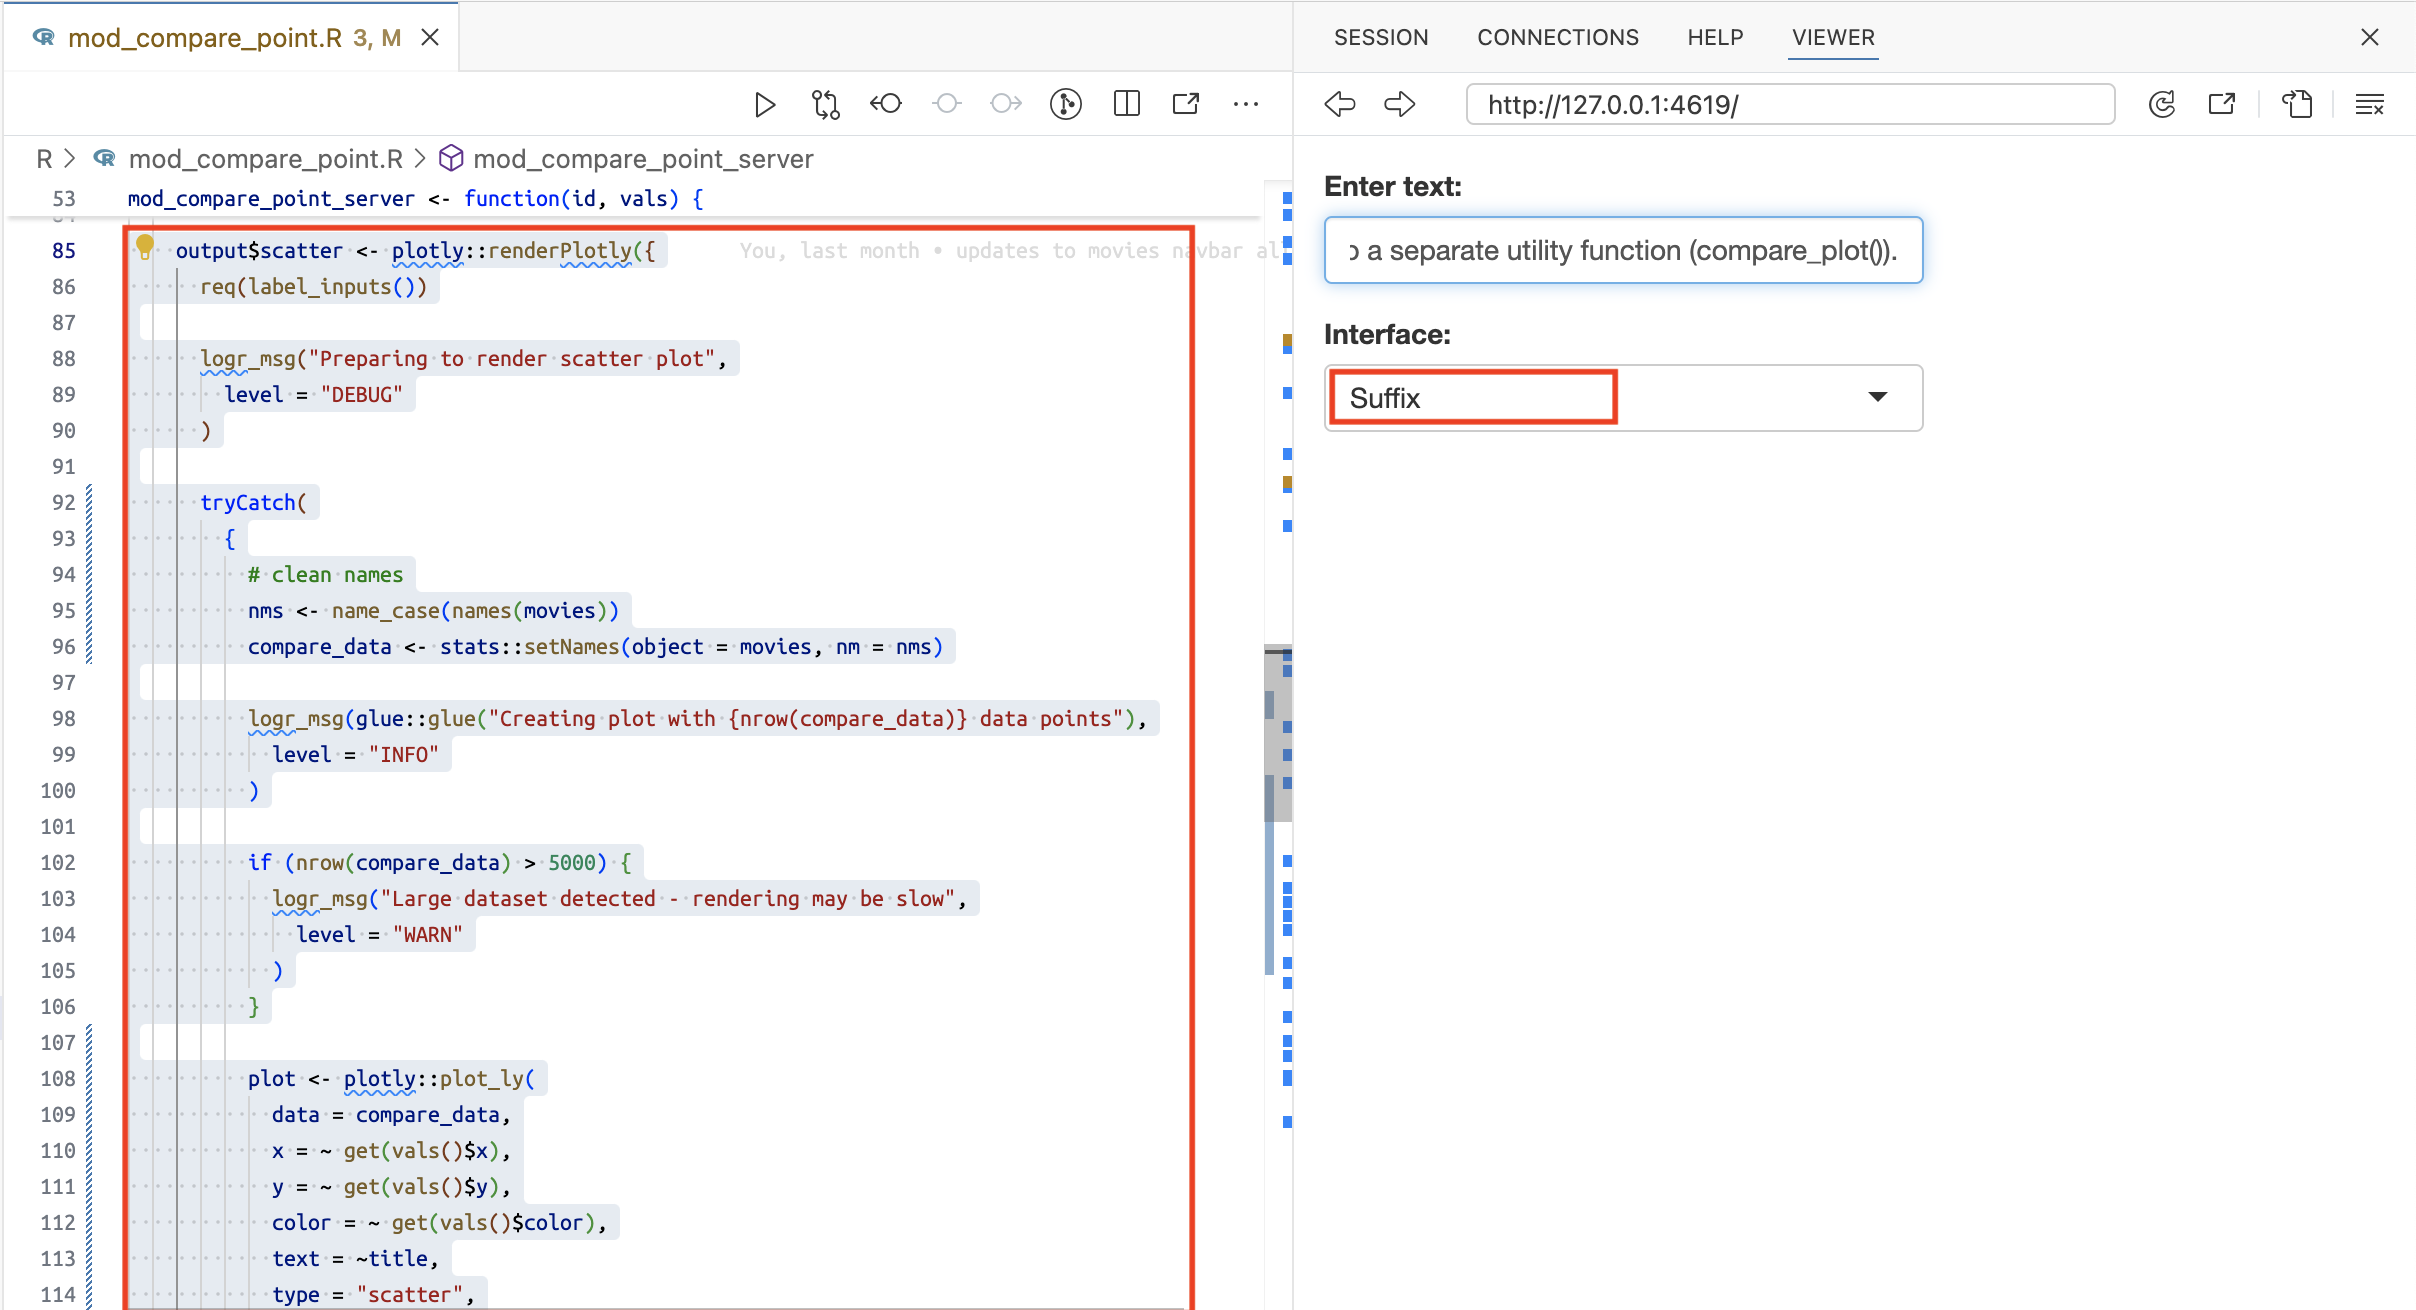 mod_compare_point.R 3, M
R > mod_compare_point.R > mod_compare_point_server
53 mod_compare_point_server <- function(id, vals) {
85 output$scatter <- plotly::renderPlotly({ You, last month • updates to movies navbar al
86 req(label_inputs())
87
88 logr_msg("Preparing to render scatter plot",
89 level = "DEBUG"
90 )
91
92 tryCatch(
93 {
94 # clean names
95 nms <- name_case(names(movies))
96 compare_data <- stats::setNames(object = movies, nm = nms)
97
98 logr_msg(glue::glue("Creating plot with {nrow(compare_data)} data points"),
99 level = "INFO"
100 )
101
102 if (nrow(compare_data) > 5000) {
103 logr_msg("Large dataset detected - rendering may be slow",
104 level = "WARN"
105 )
106 }
107
108 plot <- plotly::plot_ly(
109 data = compare_data,
110 x = ~ get(vals()$x),
111 y = ~ get(vals()$y),
112 color = ~ get(vals()$color),
113 text = ~title,
114 type = "scatter",
SESSION CONNECTIONS HELP VIEWER
http://127.0.0.1:4619/
Enter text:
a separate utility function (compare_plot()).
Interface:
Suffix